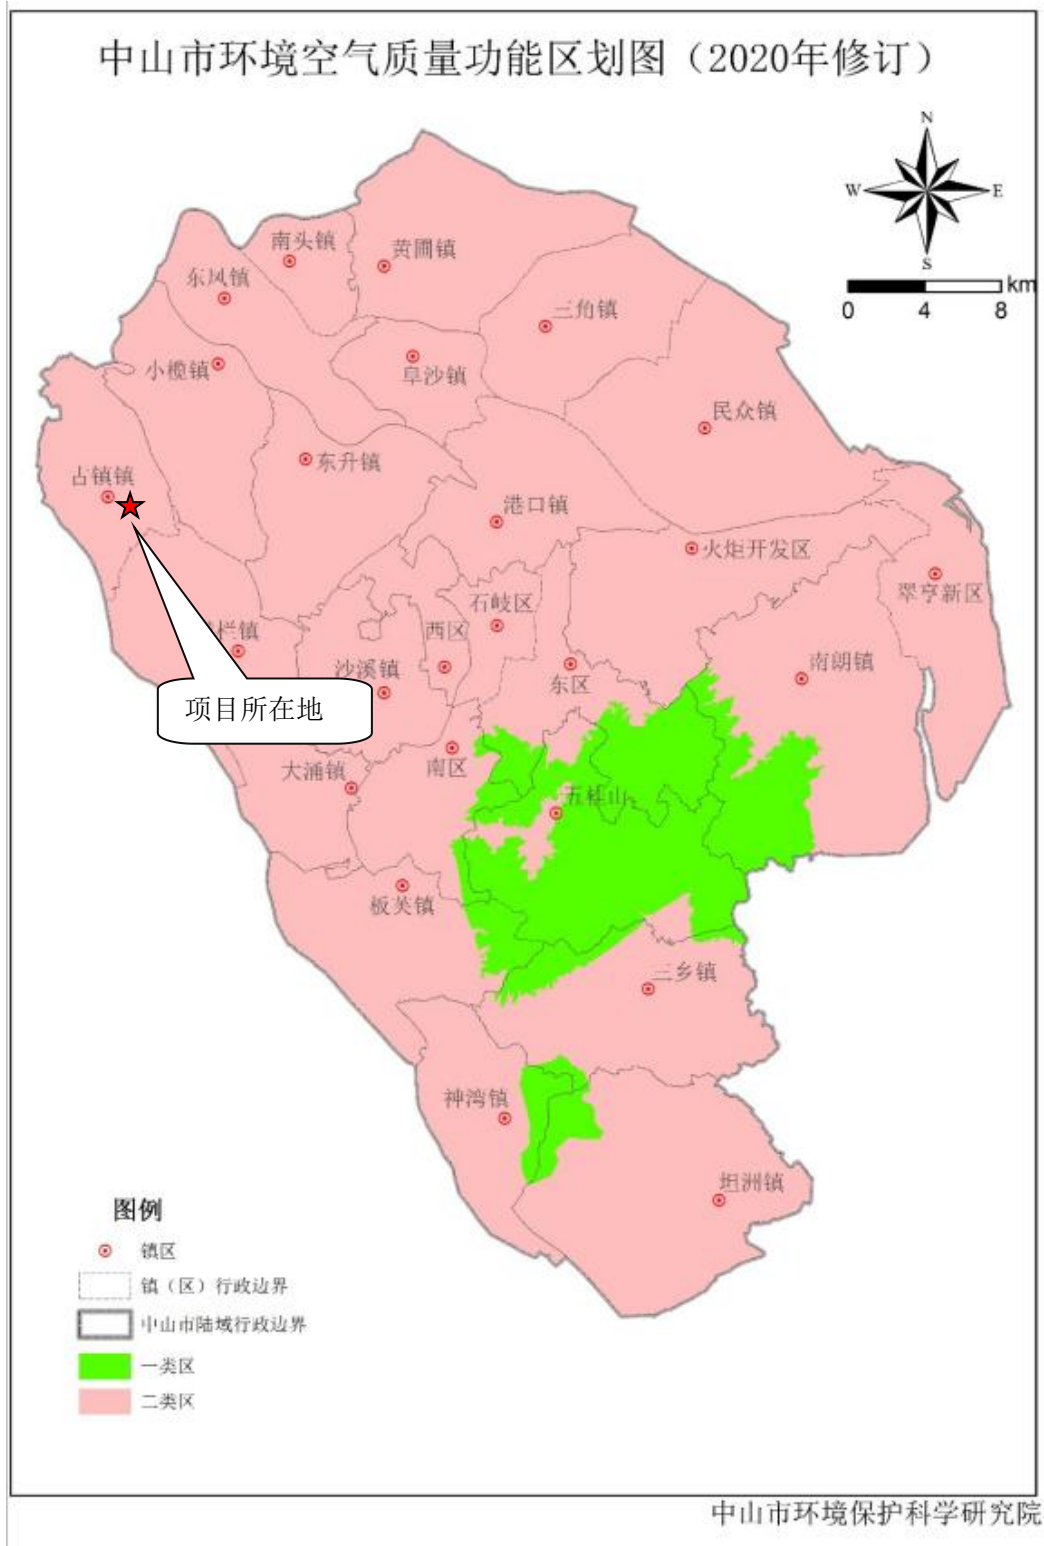 中山市环境空气质量功能区划图（2020年修订）
N
W
E
S
km
0 4 8
南头镇
黄圃镇
东凤镇
三角镇
小榄镇
阜沙镇
民众镇
东升镇
古镇镇
港口镇
火炬开发区
翠亨新区
石岐区
栏镇
西区
沙溪镇
东区
南朗镇
项目所在地
南区
大涌镇
五桂山
板芙镇
三乡镇
神湾镇
坦洲镇
图例
镇区
镇（区）行政边界
中山市陆域行政边界
一类区
二类区
中山市环境保护科学研究院